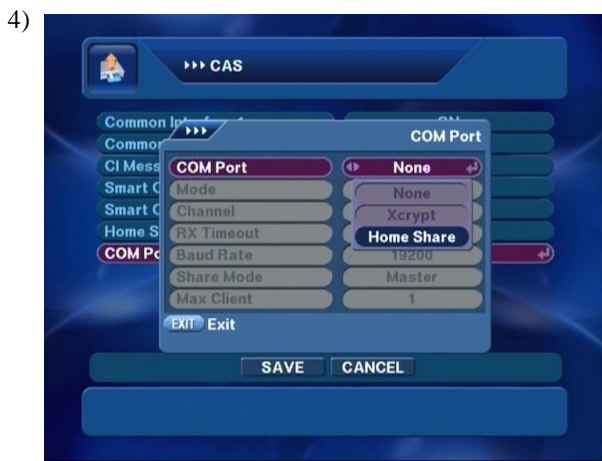 4)
CAS
Common
COM Port
Common
CI Mess
COM Port None
Smart C Mode None
Smart C Channel Xcrypt
Home S RX Timeout Home Share
COM Po Baud Rate 19200
Share Mode Master
Max Client 1
EXIT Exit
SAVE CANCEL